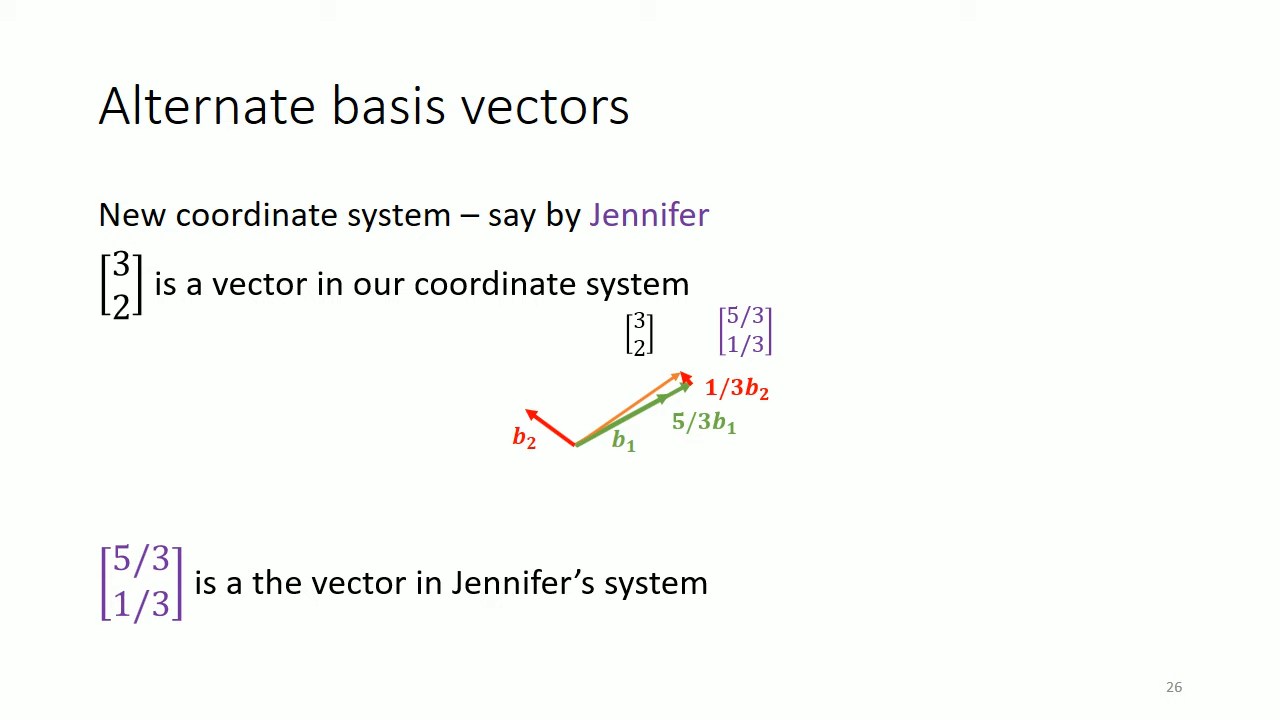 Alternate basis vectors
New coordinate system – say by Jennifer
[3 2] is a vector in our coordinate system
[3 2] [5/3 1/3]
1/3b₂
5/3b₁
b₂ b₁
[5/3 1/3] is a the vector in Jennifer’s system
26